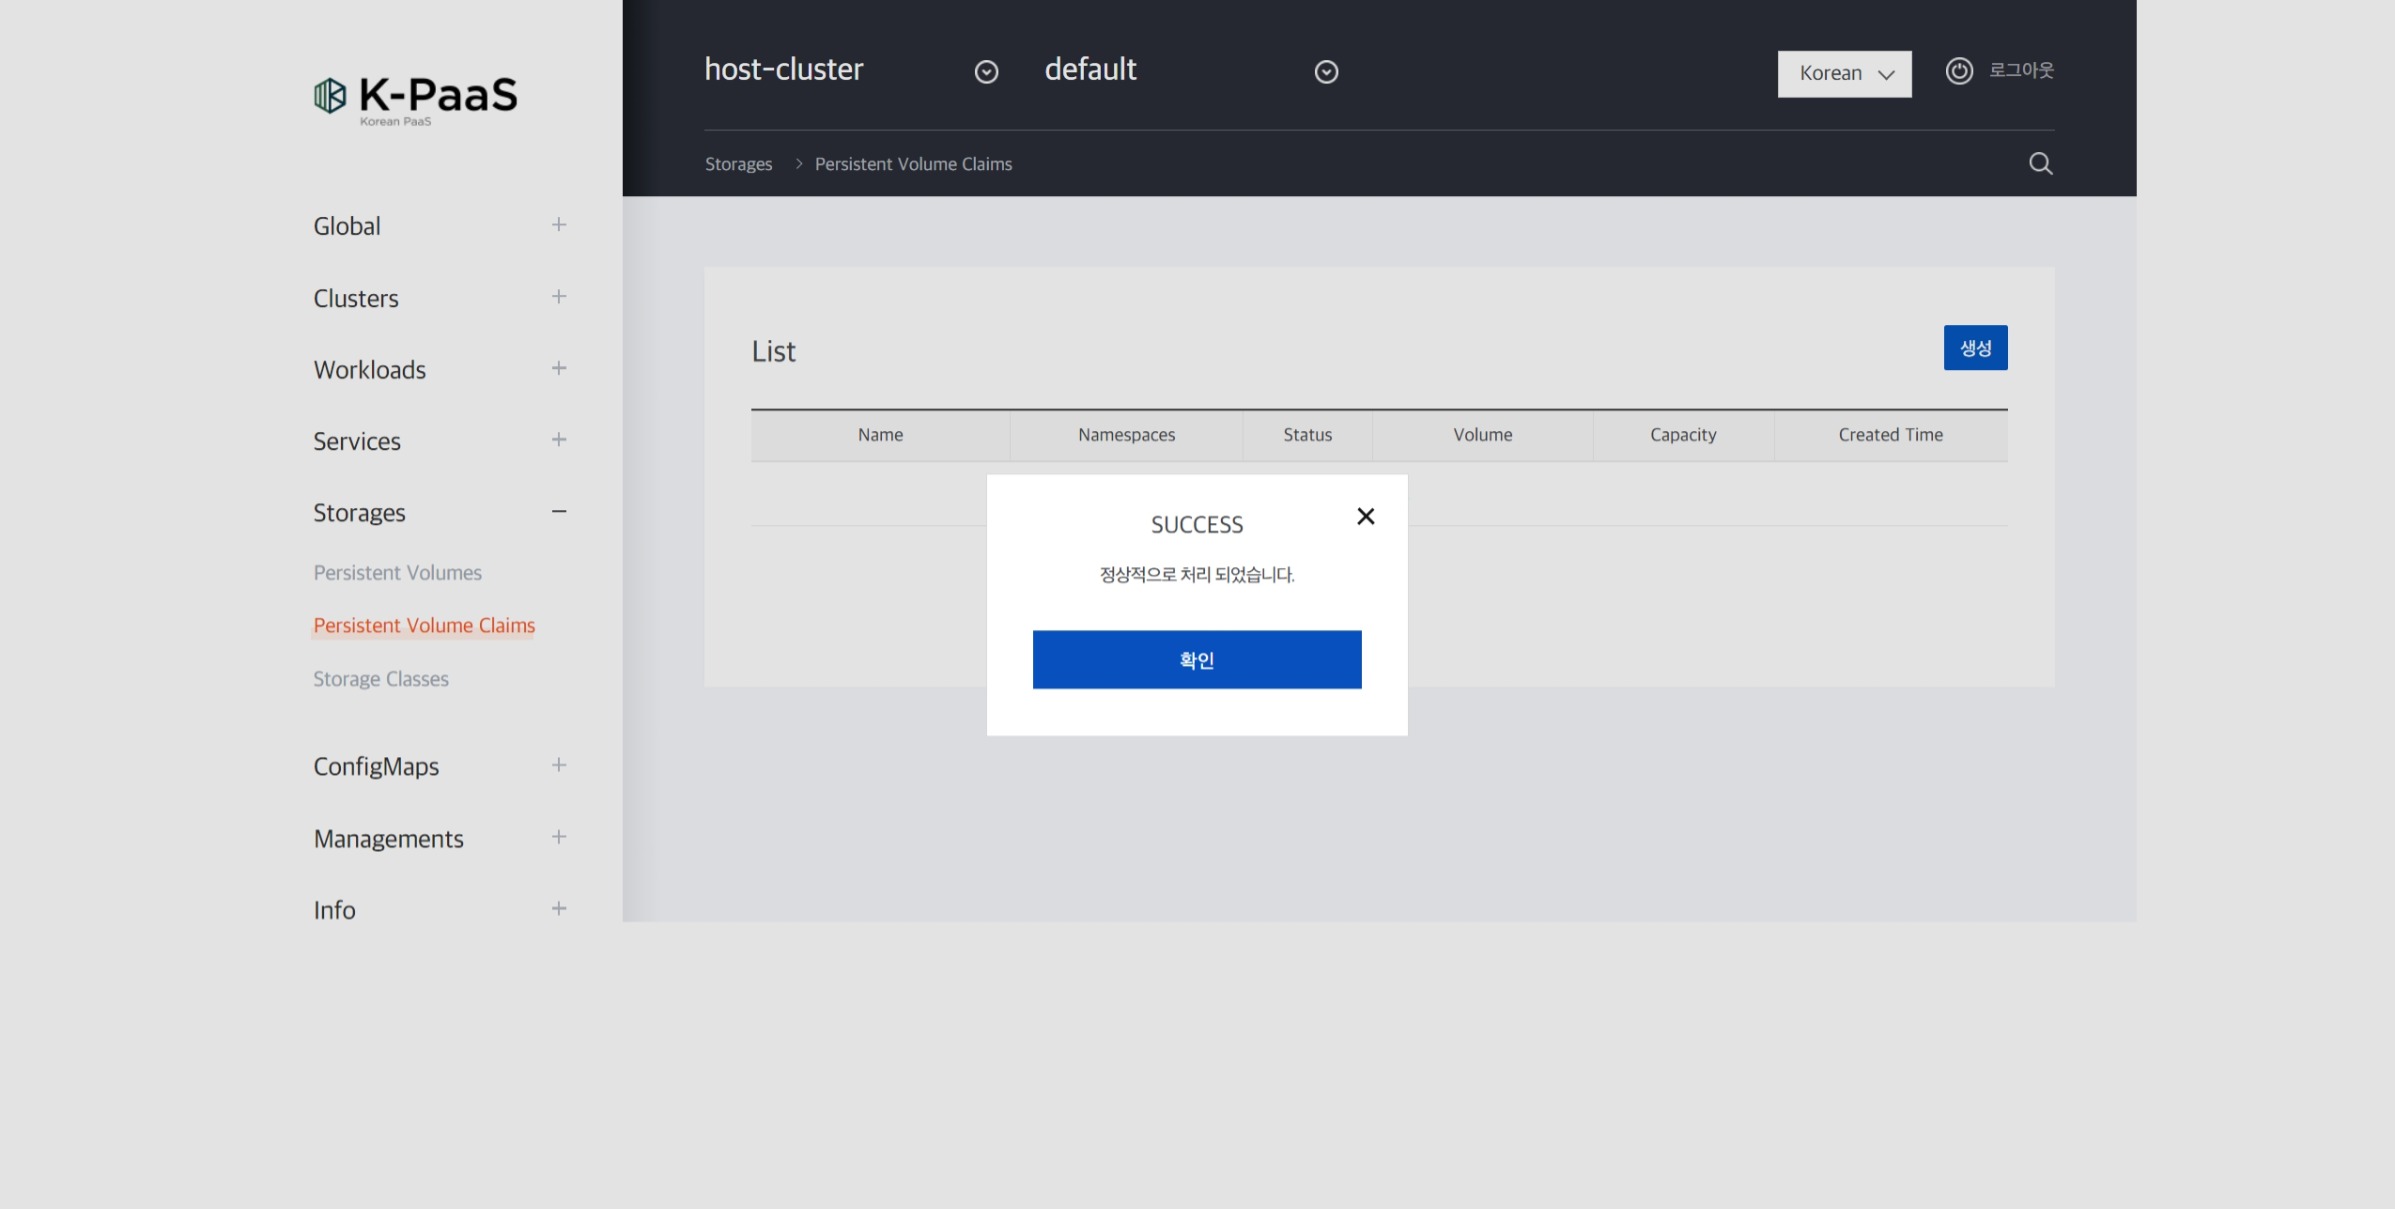 K-PaaS
Korean PaaS
Global
Clusters
Workloads
Services
Storages
Persistent Volumes
Persistent Volume Claims
Storage Classes
ConfigMaps
Managements
Info
host-cluster
default
Korean
로그아웃
Storages > Persistent Volume Claims
List
생성
Name Namespaces Status Volume Capacity Created Time
SUCCESS
정상적으로 처리 되었습니다.
확인